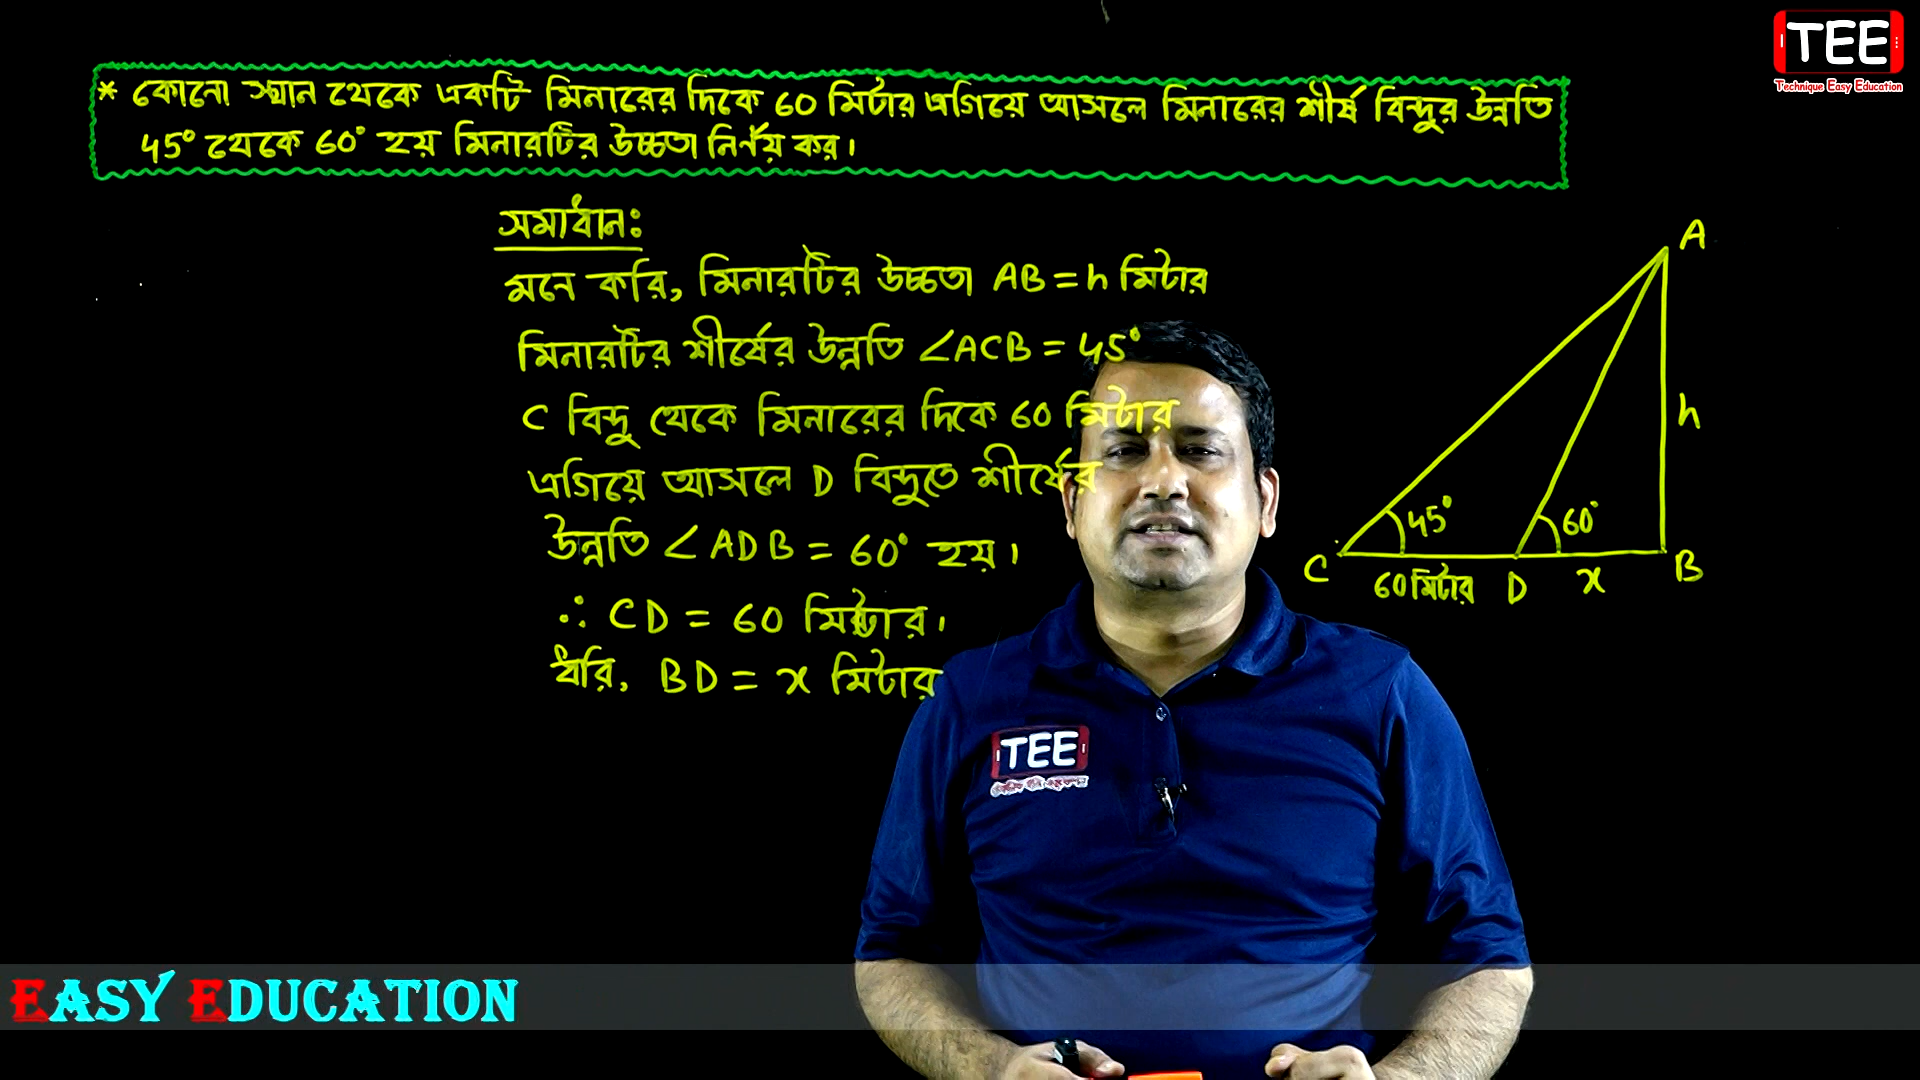 * কোনো স্থান থেকে একটি মিনারের দিকে 60 মিটার এগিয়ে আসলে মিনারের শীর্ষ বিন্দুর উন্নতি
45° থেকে 60° হয় মিনারটির উচ্চতা নির্ণয় কর।
সমাধানঃ
মনে করি, মিনারটির উচ্চতা AB = h মিটার
মিনারটির শীর্ষের উন্নতি ∠ACB = 45°
C বিন্দু থেকে মিনারের দিকে 60 মিটার
এগিয়ে আসলে D বিন্দুতে শীর্ষের
উন্নতি ∠ADB = 60° হয়।
∴ CD = 60 মিটার।
ধরি, BD = x মিটার
A
h
45°
60°
C
60 মিটার
D
x
B
TEE
Technique Easy Education
TEE
EASY EDUCATION